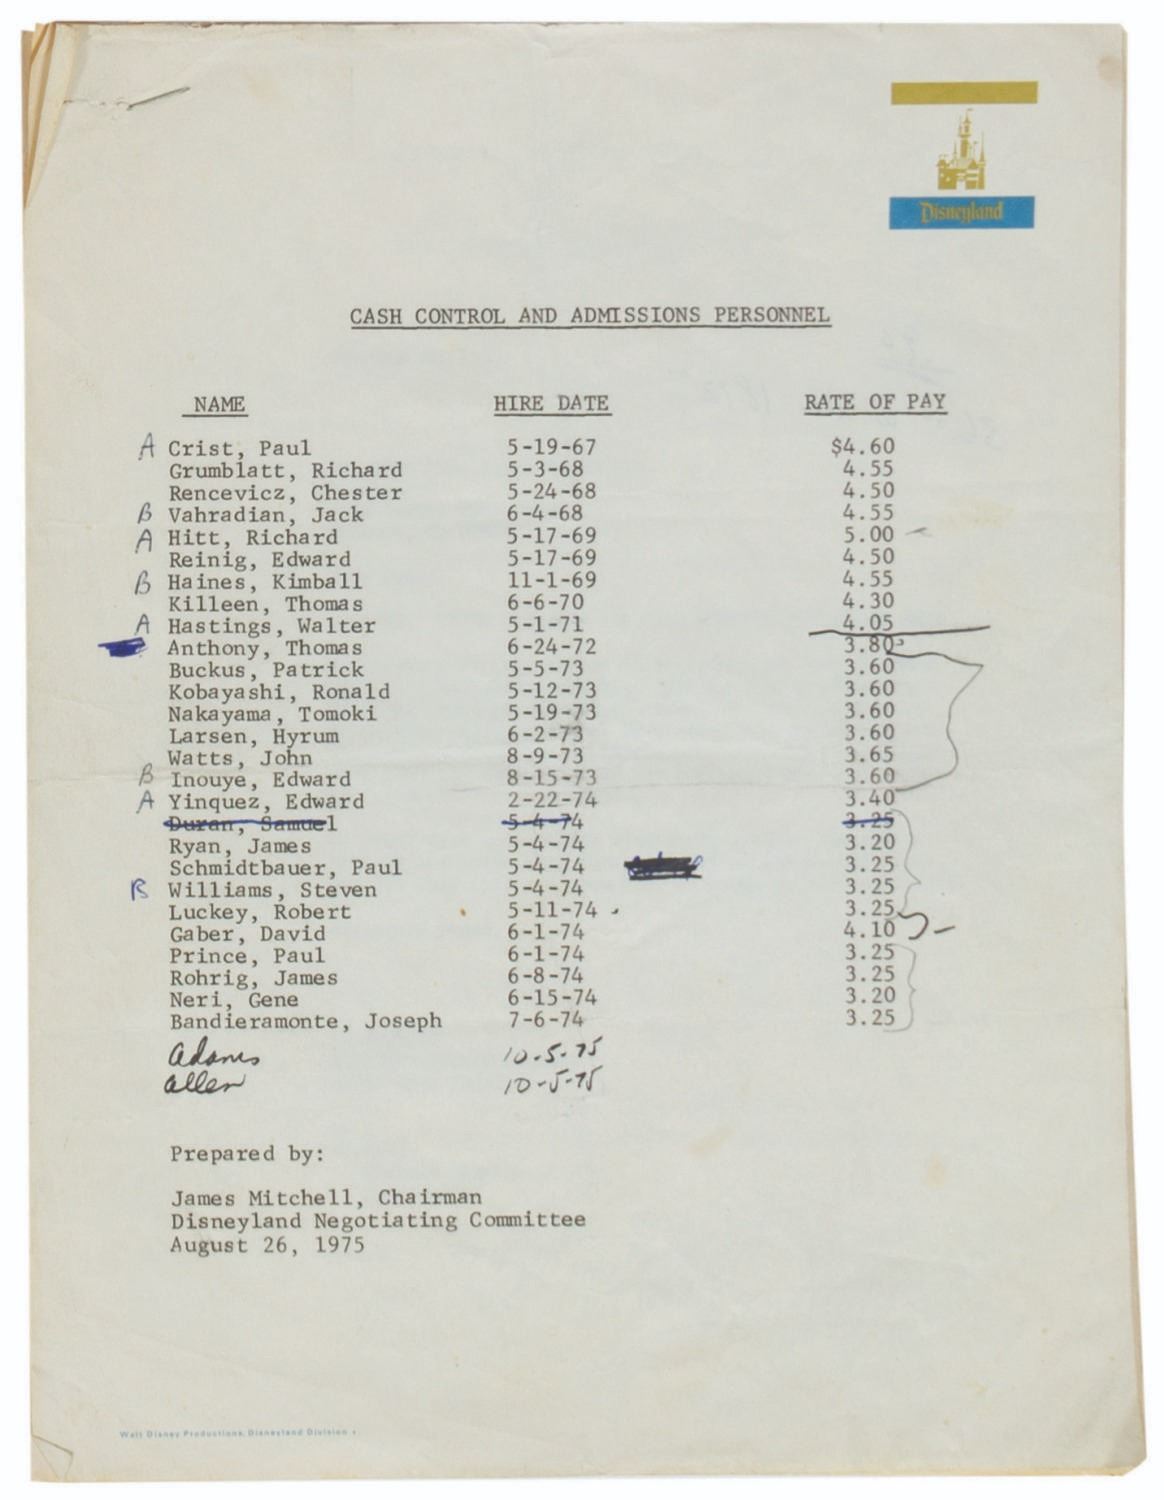 Disneyland
CASH CONTROL AND ADMISSIONS PERSONNEL
NAME HIRE DATE RATE OF PAY
A Crist, Paul 5-19-67 $4.60
Grumblatt, Richard 5-3-68 4.55
Rencevicz, Chester 5-24-68 4.50
B Vahradian, Jack 6-4-68 4.55
A Hitt, Richard 5-17-69 5.00
Reinig, Edward 5-17-69 4.50
B Haines, Kimball 11-1-69 4.55
Killeen, Thomas 6-6-70 4.30
A Hastings, Walter 5-1-71 4.05
Anthony, Thomas 6-24-72 3.80
Buckus, Patrick 5-5-73 3.60
Kobayashi, Ronald 5-12-73 3.60
Nakayama, Tomoki 5-19-73 3.60
Larsen, Hyrum 6-2-73 3.60
Watts, John 8-9-73 3.65
B Inouye, Edward 8-15-73 3.60
A Yinquez, Edward 2-22-74 3.40
Duran, Samuel 5-4-74 3.25
Ryan, James 5-4-74 3.20
Schmidtbauer, Paul 5-4-74 3.25
B Williams, Steven 5-4-74 3.25
Luckey, Robert 5-11-74 3.25
Gaber, David 6-1-74 4.10
Prince, Paul 6-1-74 3.25
Rohrig, James 6-8-74 3.25
Neri, Gene 6-15-74 3.20
Bandieramonte, Joseph 7-6-74 3.25
Adams 10-5-75
Allen 10-5-75
Prepared by:
James Mitchell, Chairman
Disneyland Negotiating Committee
August 26, 1975
Walt Disney Productions, Disneyland Division